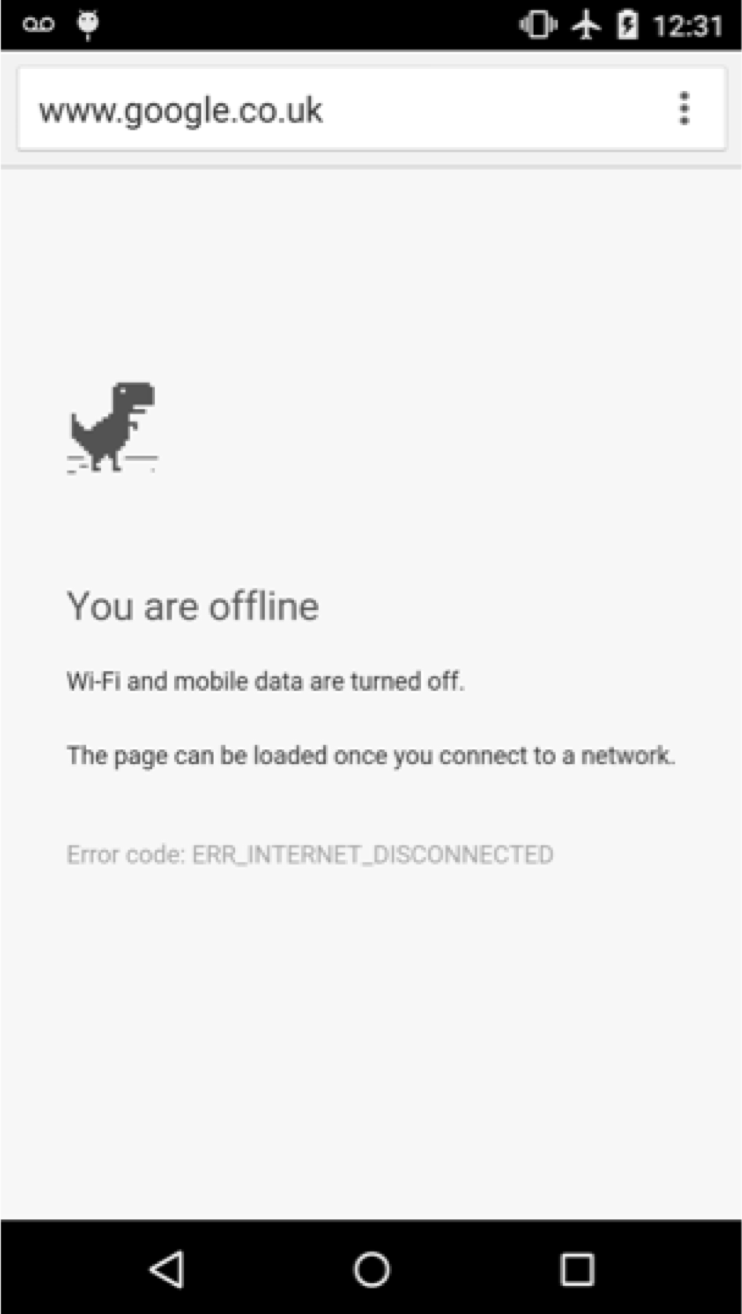 12:31
www.google.co.uk
You are offline
Wi-Fi and mobile data are turned off.
The page can be loaded once you connect to a network.
Error code: ERR_INTERNET_DISCONNECTED